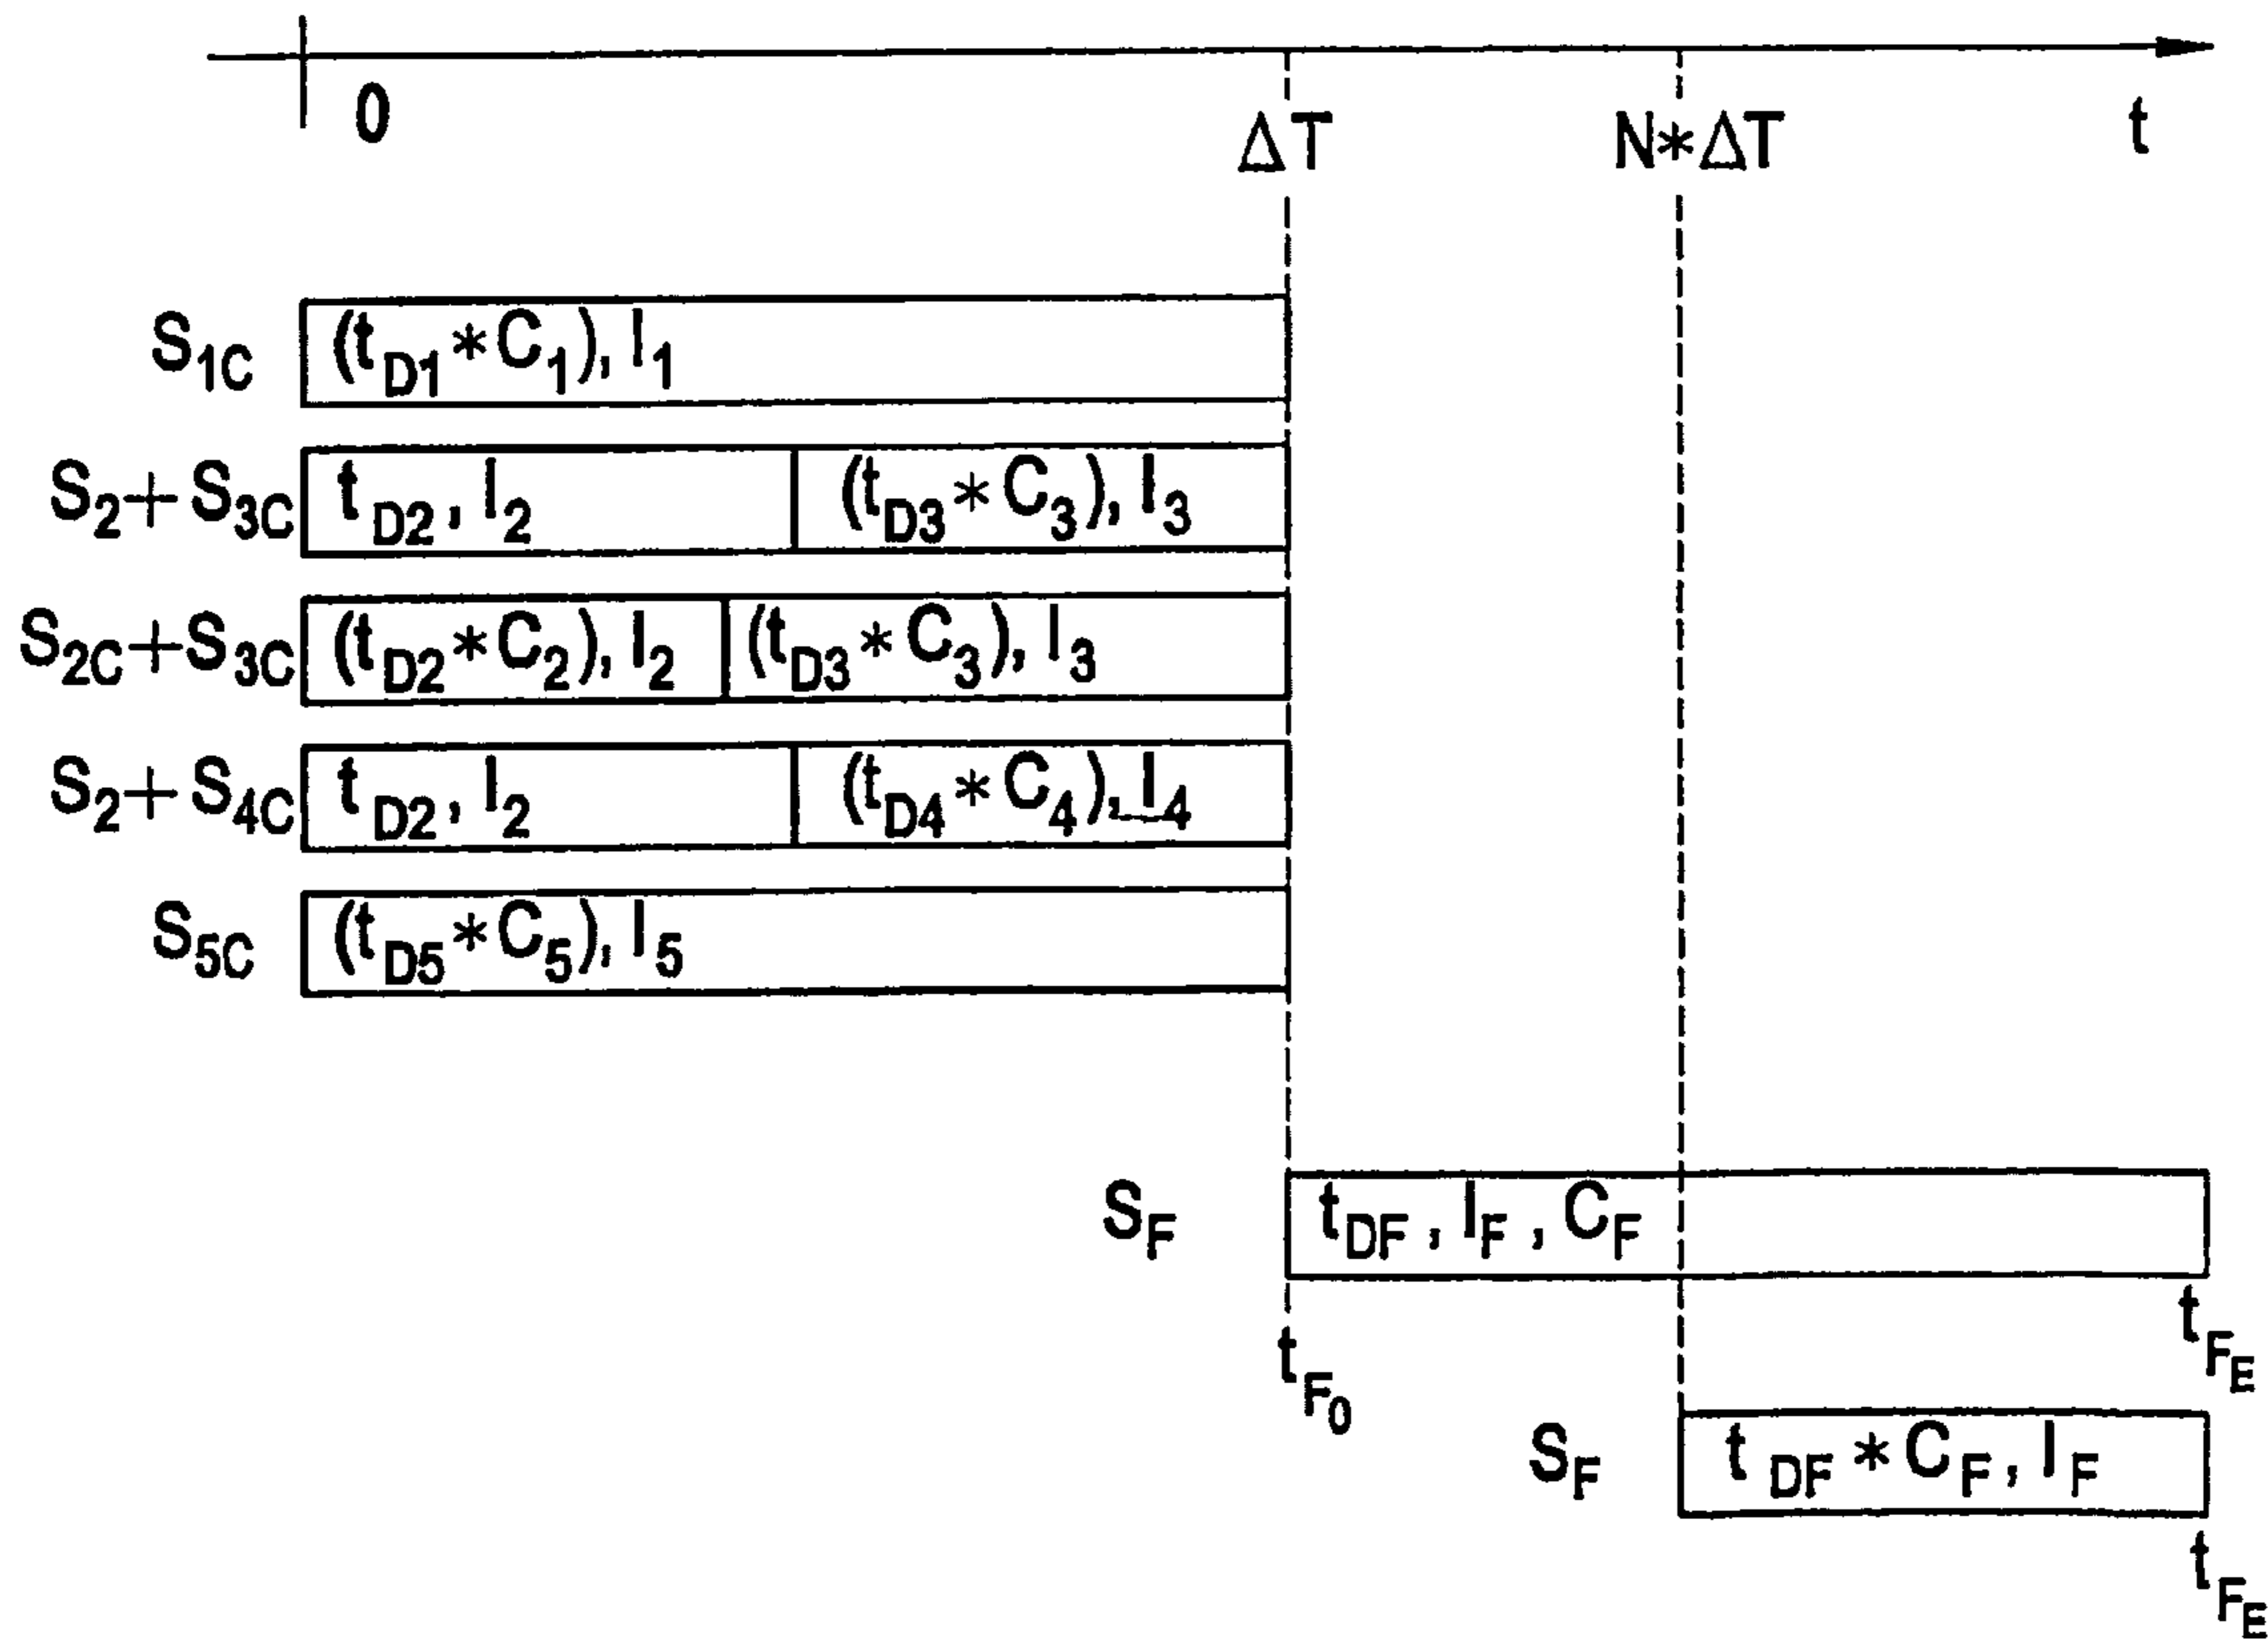 0 ΔT N*ΔT t
S1C (tD1*C1), I1
S2+S3C tD2, I2 (tD3*C3), I3
S2C+S3C (tD2*C2), I2 (tD3*C3), I3
S2+S4C tD2, I2 (tD4*C4), I4
S5C (tD5*C5), I5
SF tDF, IF, CF
tF0 tFE
SF tDF*CF, IF
tFE